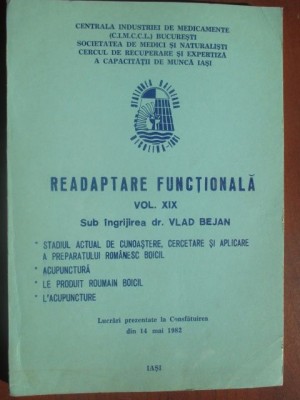 CENTRALA INDUSTRIEI DE MEDICAMENTE
(C.I.M.C.C.L.) BUCUREȘTI
SOCIETATEA DE MEDICI ȘI NATURALIȘTI
CERCUL DE RECUPERARE ȘI EXPERTIZĂ
A CAPACITĂȚII DE MUNCĂ IAȘI
READAPTARE FUNCȚIONALĂ
VOL. XIX
Sub îngrijirea dr. VLAD BEJAN
* STADIUL ACTUAL DE CUNOAȘTERE, CERCETARE ȘI APLICARE
A PREPARATULUI ROMÂNESC BOICIL
* ACUPUNCTURĂ
* LE PRODUIT ROUMAIN BOICIL
* L'ACUPUNCTURE
Lucrări prezentate la Consfătuirea
din 14 mai 1982
IAȘI